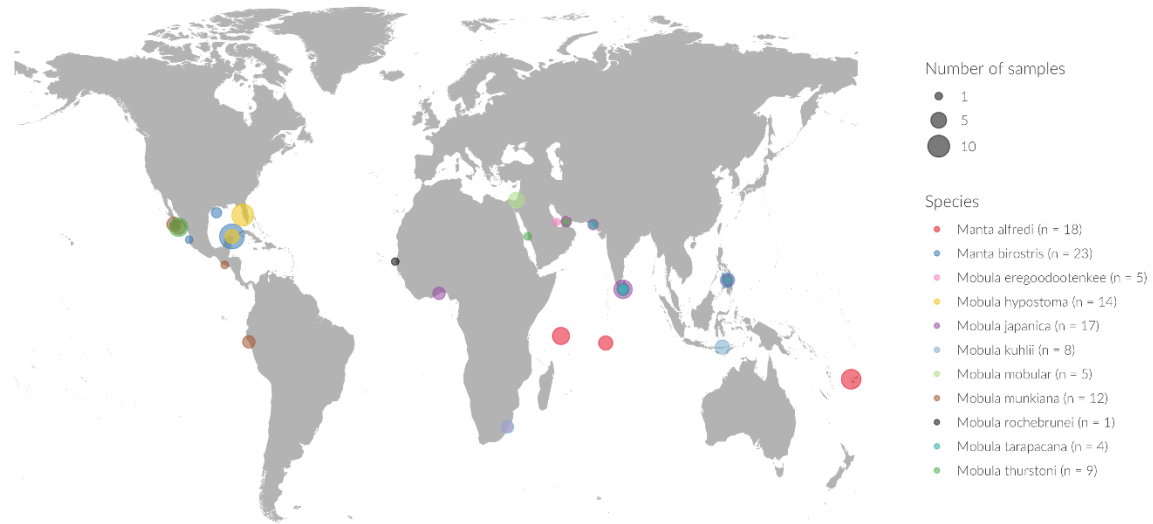 Number of samples
1
5
10
Species
Manta alfredi (n = 18)
Manta birostris (n = 23)
Mobula eregoodootenkee (n = 5)
Mobula hypostoma (n = 14)
Mobula japanica (n = 17)
Mobula kuhlii (n = 8)
Mobula mobular (n = 5)
Mobula munkiana (n = 12)
Mobula rochebrunei (n = 1)
Mobula tarapacana (n = 4)
Mobula thurstoni (n = 9)